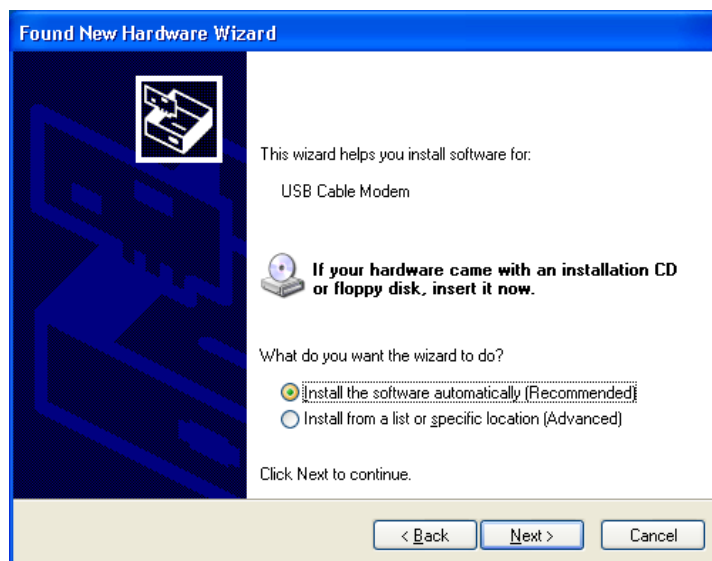 Found New Hardware Wizard
This wizard helps you install software for:
USB Cable Modem
If your hardware came with an installation CD
or floppy disk, insert it now.
What do you want the wizard to do?
Install the software automatically (Recommended)
Install from a list or specific location (Advanced)
Click Next to continue.
< Back
Next >
Cancel